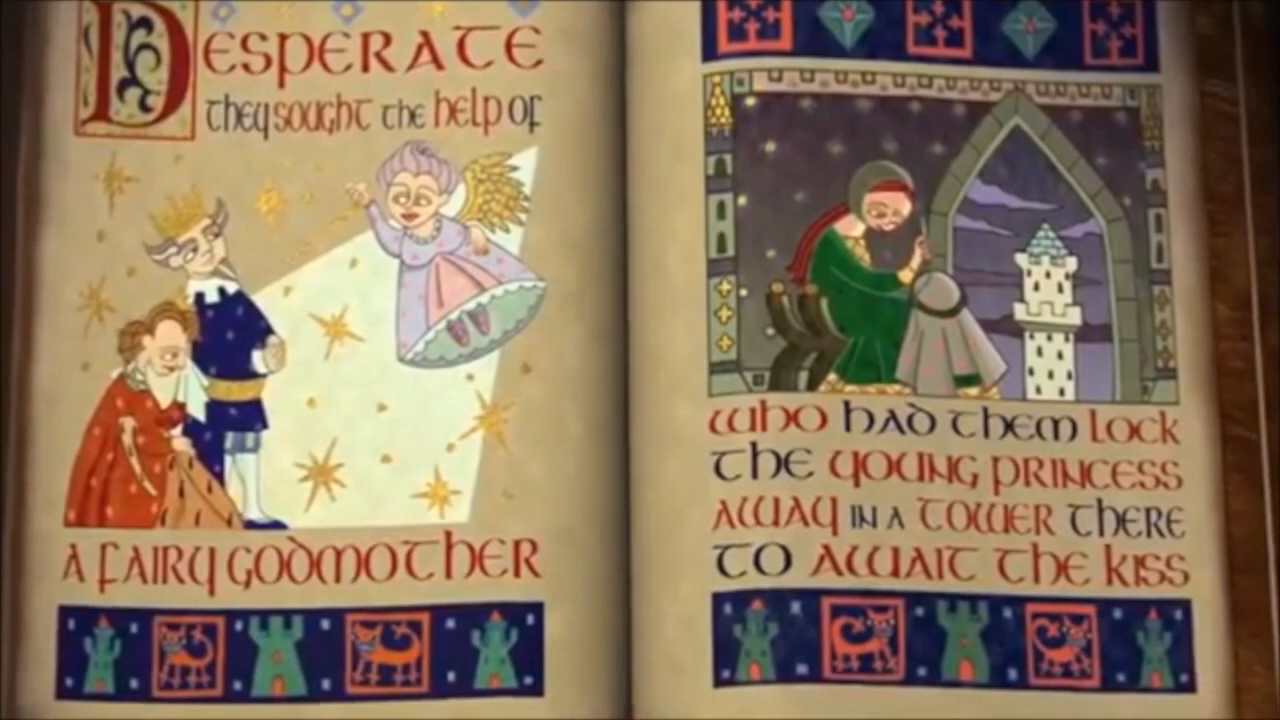 DESPERATE
they sought the help of
A fairy godmother
who had them lock
the young princess
away in a tower there
to await the kiss